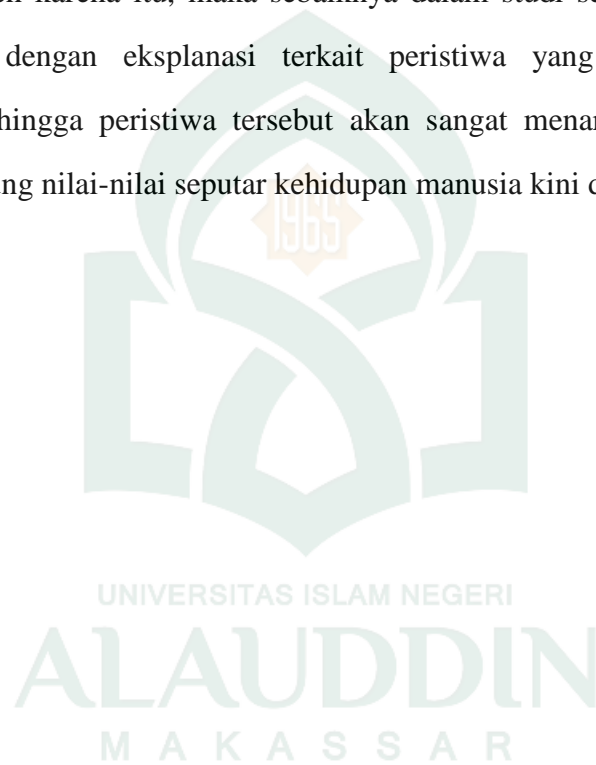 karena itu, maka sebaiknya dalam studi
dengan eksplanasi terkait peristiwa yang
hingga peristiwa tersebut akan sangat
nilai-nilai seputar kehidupan manusia kini
1965
UNIVERSITAS ISLAM NEGERI
ALAUDDIN
MAKASSAR